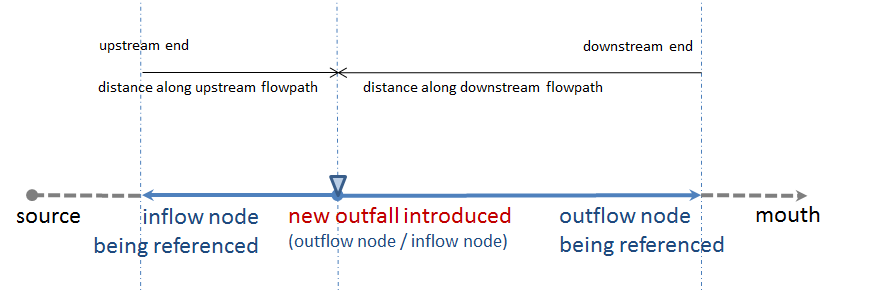 upstream end
downstream end
distance along upstream flowpath
distance along downstream flowpath
source
inflow node
being referenced
new outfall introduced
(outflow node / inflow node)
outflow node
being referenced
mouth